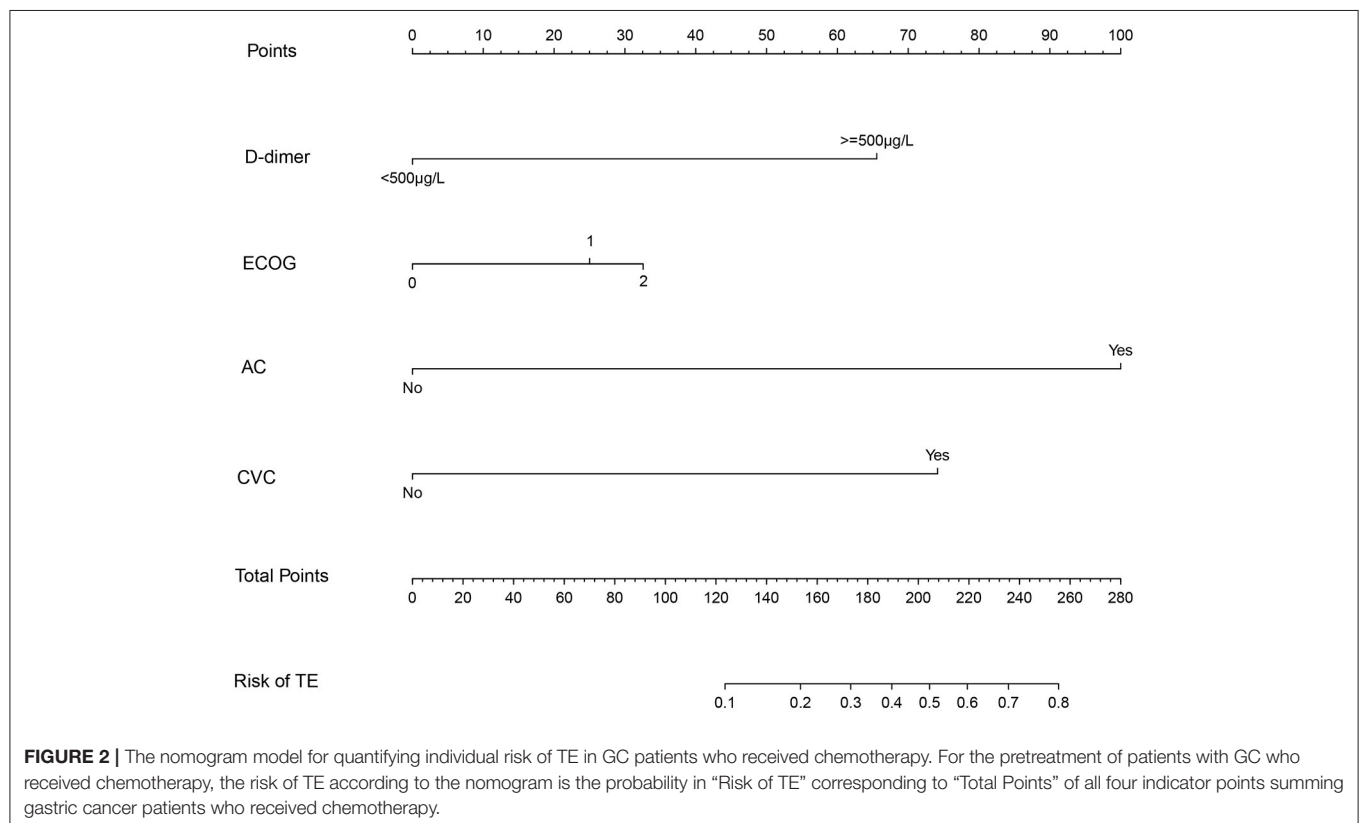 Points 0 10 20 30 40 50 60 70 80 90 100
>=500µg/L
D-dimer
<500µg/L
1
ECOG
0 2
Yes
AC
No
Yes
CVC
No
Total Points
0 20 40 60 80 100 120 140 160 180 200 220 240 260 280
Risk of TE
0.1 0.2 0.3 0.4 0.5 0.6 0.7 0.8
FIGURE 2 | The nomogram model for quantifying individual risk of TE in GC patients who received chemotherapy. For the pretreatment of patients with GC who
received chemotherapy, the risk of TE according to the nomogram is the probability in “Risk of TE” corresponding to “Total Points” of all four indicator points summing
gastric cancer patients who received chemotherapy.